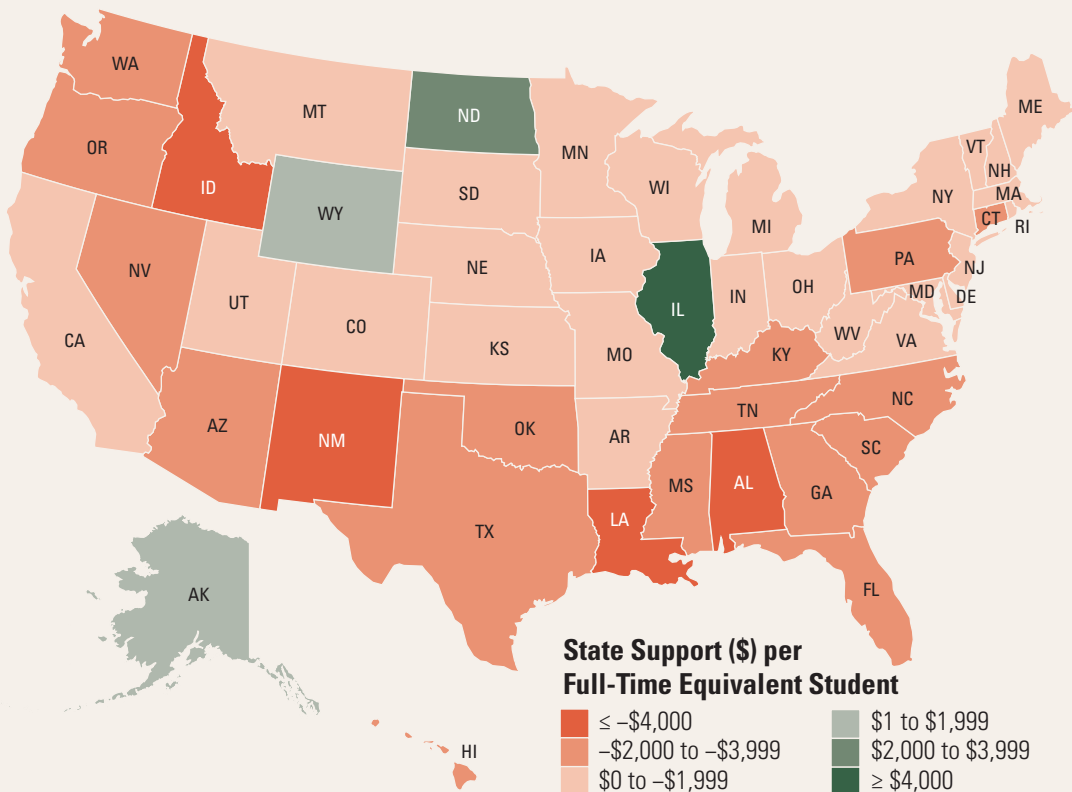 WA
MT
ND
ME
OR
MN
VT
NH
ID
SD
WI
NY
MA
WY
MI
CT
RI
NV
NE
IA
PA
NJ
UT
IL
IN
OH
MD
DE
CA
CO
KS
MO
WV
VA
KY
AZ
NM
OK
AR
TN
NC
SC
MS
AL
GA
TX
LA
AK
FL
HI
State Support ($) per
Full-Time Equivalent Student
≤ –$4,000
–$2,000 to –$3,999
$0 to –$1,999
$1 to $1,999
$2,000 to $3,999
≥ $4,000